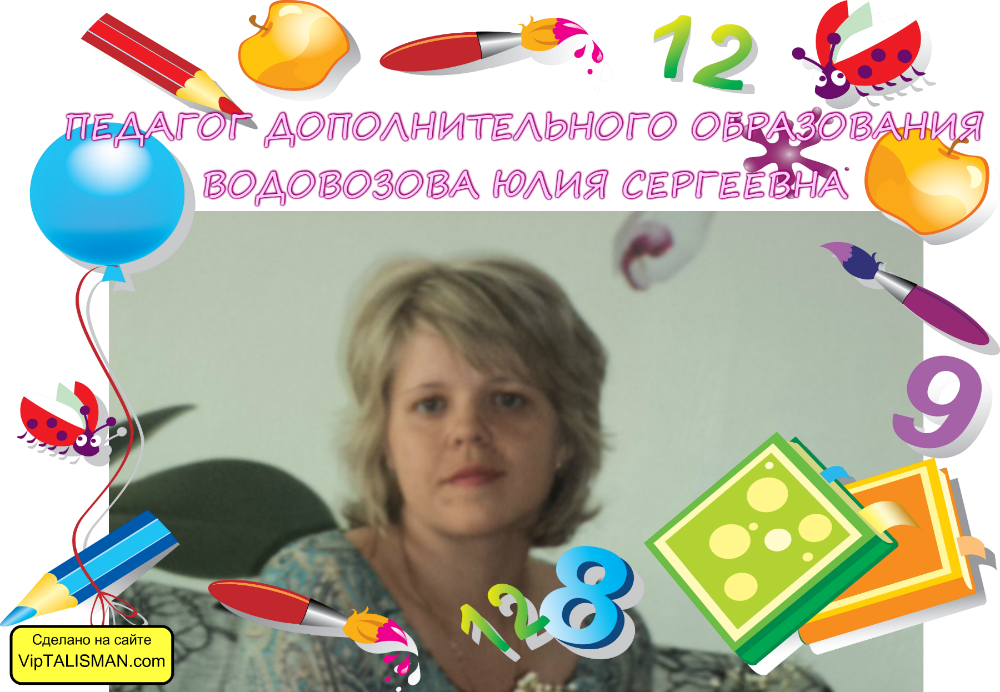 ПЕДАГОГ ДОПОЛНИТЕЛЬНОГО ОБРАЗОВАНИЯ
ВОДОВОЗОВА ЮЛИЯ СЕРГЕЕВНА
12
9
128
Сделано на сайте
VipTALISMAN.com